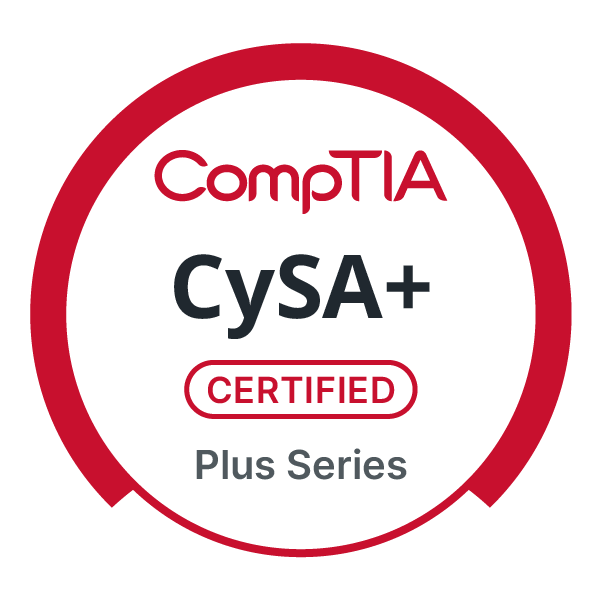 CompTIA
CySA+
CERTIFIED
Plus Series